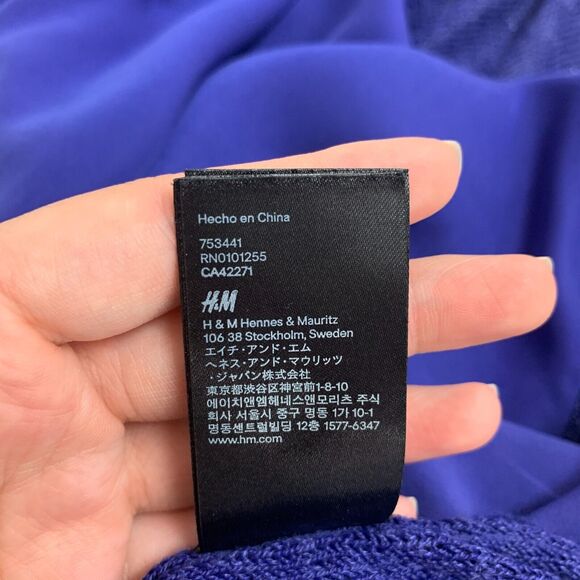 Hecho en China
753441
RN0101255
CA42271
H&M
H & M Hennes & Mauritz
106 38 Stockholm, Sweden
エイチ・アンド・エム
ヘネス・アンド・マウリッツ
・ジャパン株式会社
東京都渋谷区神宮前1-8-10
에이치앤엠헤네스앤모리츠 주식
회사 서울시 중구 명동 1가 10-1
명동센트럴빌딩 12층 1577-6347
www.hm.com